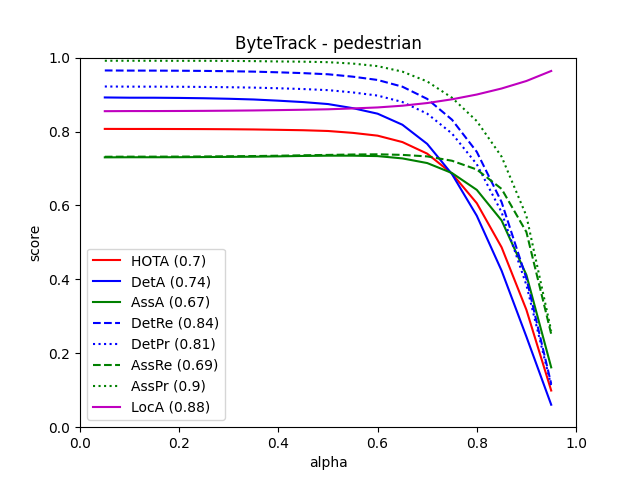 ByteTrack - pedestrian
score
1.0
0.8
0.6
0.4
0.2
0.0
HOTA (0.7)
DetA (0.74)
AssA (0.67)
DetRe (0.84)
DetPr (0.81)
AssRe (0.69)
AssPr (0.9)
LocA (0.88)
0.0 0.2 0.4 0.6 0.8 1.0
alpha